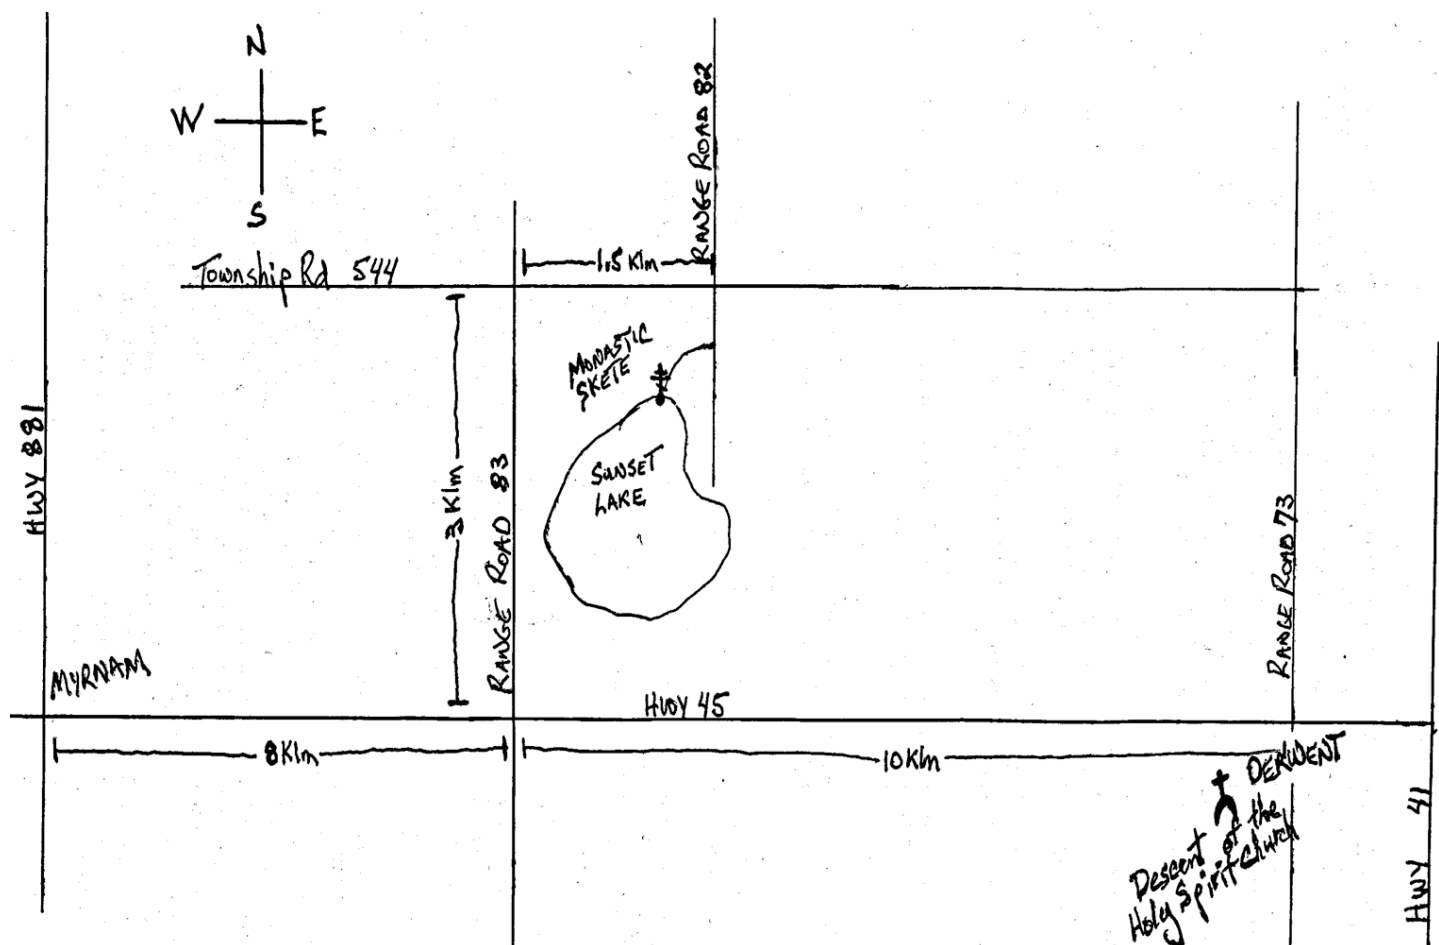 N
W E
S
RANGE ROAD 82
Township Rd 544
1.5 Klm
MONASTIC
SKETE
HWY 881
3 Klm
RANGE ROAD 83
SUNSET
LAKE
RANGE ROAD 73
MYRNAM
HWY 45
8 Klm
10 Klm
DERWENT
Descent of the
Holy Spirit Church
HWY 41